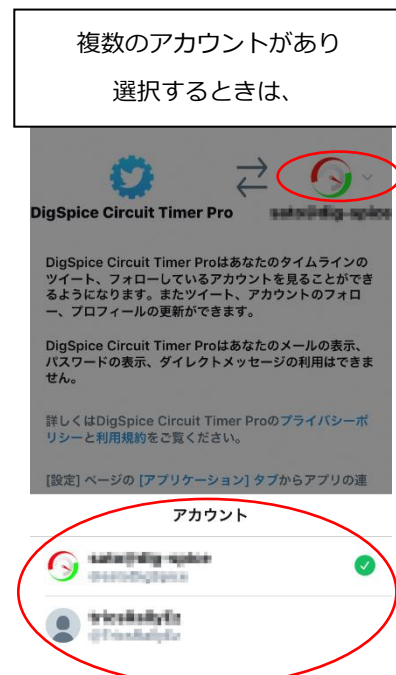 複数のアカウントがあり
選択するときは、
DigSpice Circuit Timer Pro
DigSpice Circuit Timer Proはあなたのタイムラインの
ツイート、フォローしているアカウントを見ることができ
るようになります。またツイート、アカウントのフォロ
ー、プロフィールの更新ができます。
DigSpice Circuit Timer Proはあなたのメールの表示、
パスワードの表示、ダイレクトメッセージの利用はできま
せん。
詳しくはDigSpice Circuit Timer Proのプライバシーポ
リシーと利用規約をご覧ください。
[設定] ページの [アプリケーション] タブからアプリの連
アカウント